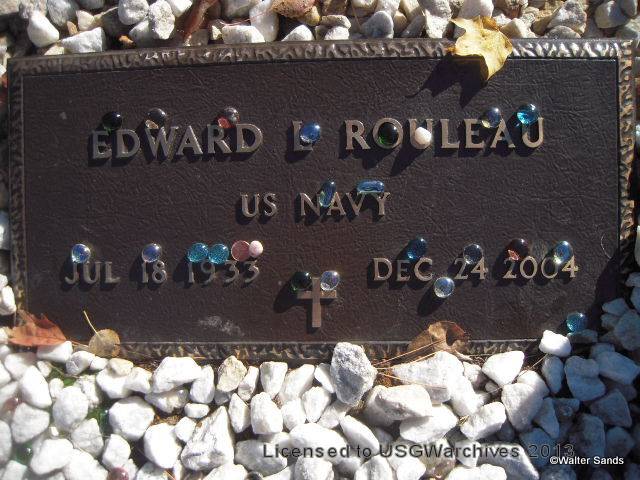 EDWARD L ROULEAU
US NAVY
JUL 18 1933 DEC 24 2004
Licensed to USGWarchives 2013
©Walter Sands